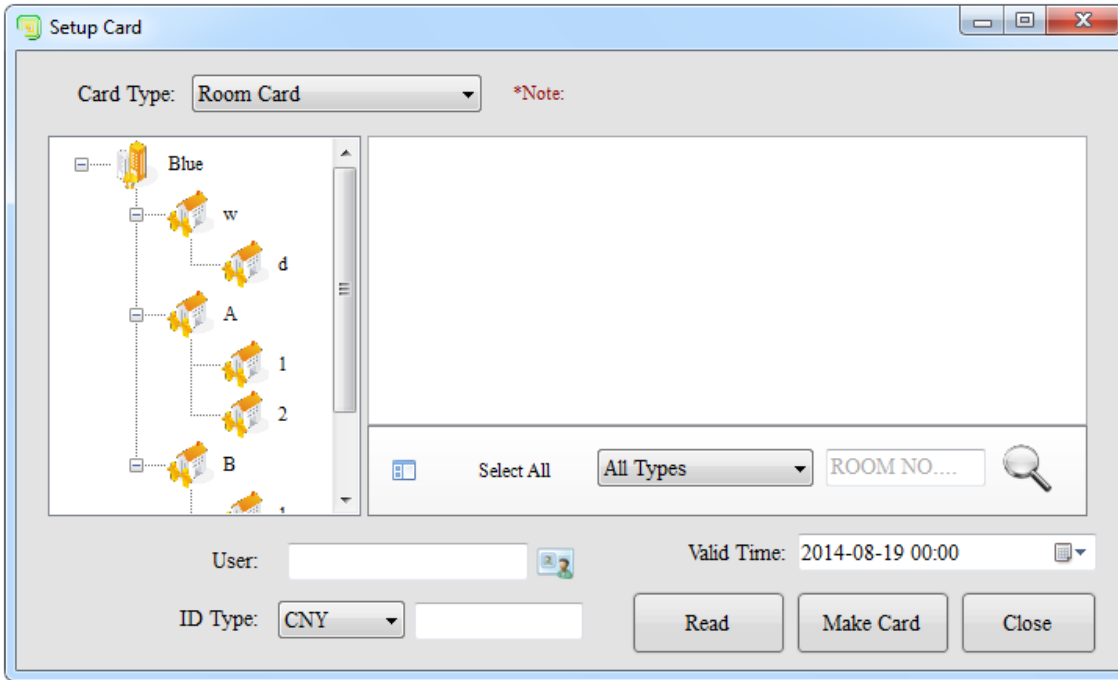 Setup Card
Card Type: Room Card *Note:
Blue
w
d
A
1
2
B
1
Select All All Types ROOM NO....
User:
Valid Time: 2014-08-19 00:00
ID Type: CNY
Read Make Card Close